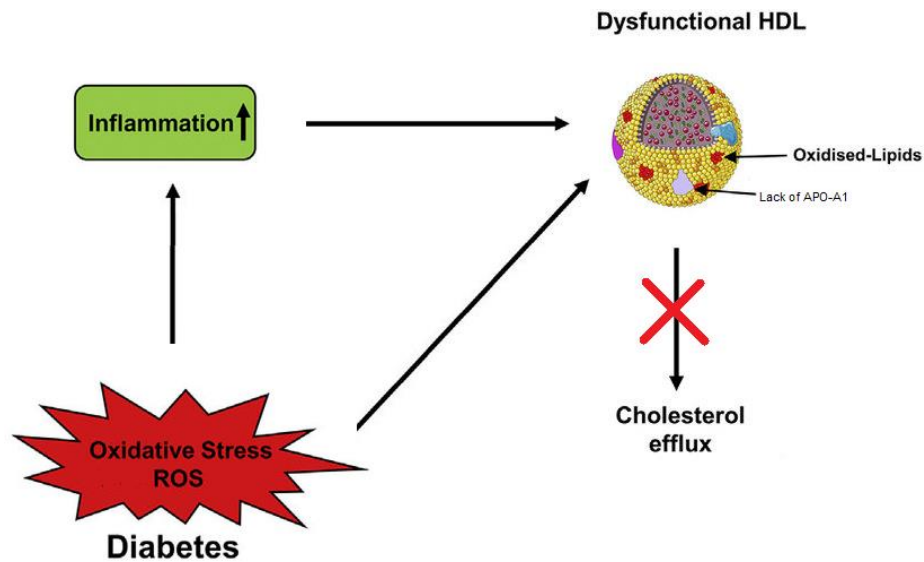 Dysfunctional HDL
Inflammation
Oxidised-Lipids
Lack of APO-A1
Cholesterol
efflux
Oxidative Stress
ROS
Diabetes